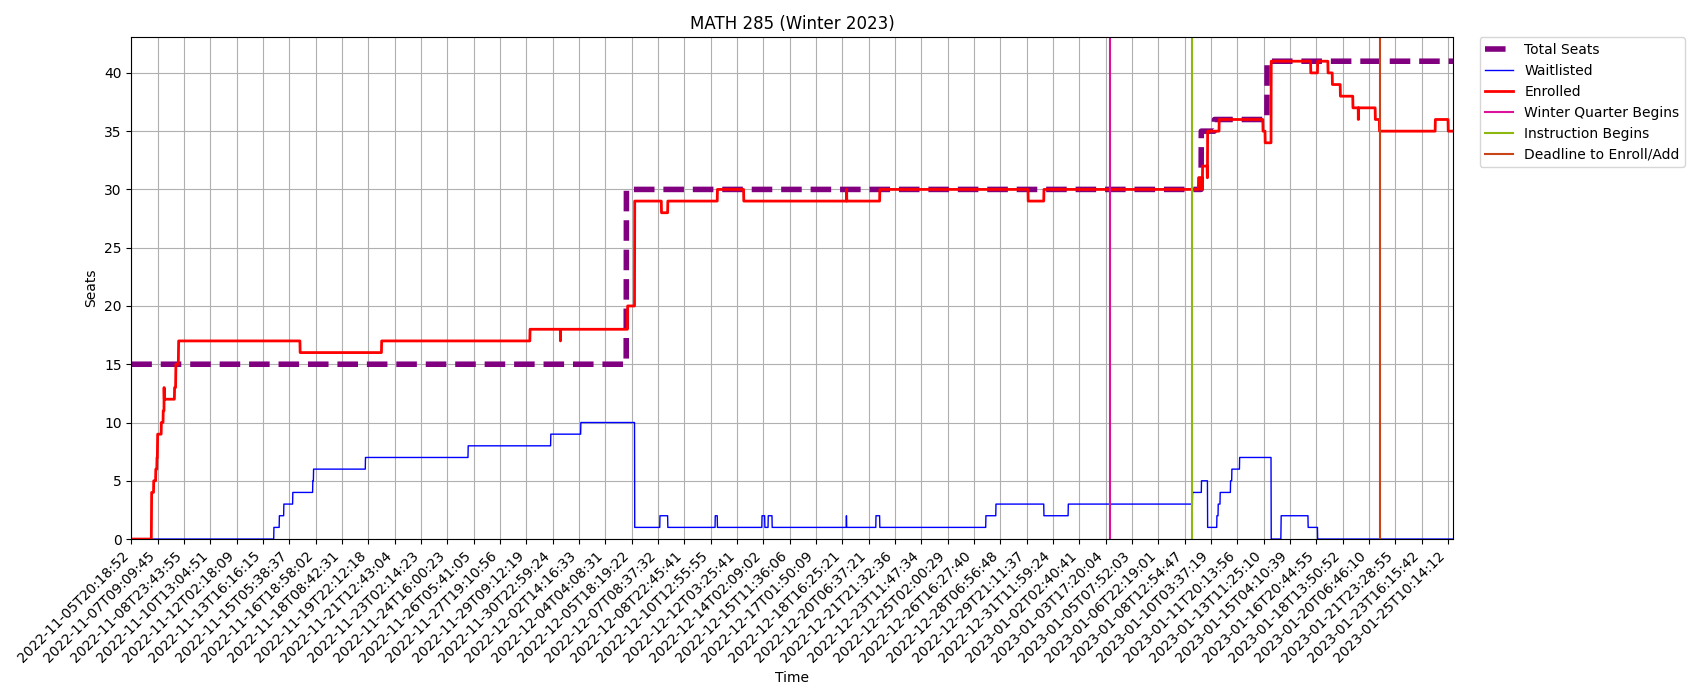 MATH 285 (Winter 2023)
Total Seats
Waitlisted
Enrolled
Winter Quarter Begins
Instruction Begins
Deadline to Enroll/Add
Seats
40
35
30
25
20
15
10
5
0
2022-11-05T20:18:52
2022-11-07T09:09:45
2022-11-08T23:43:55
2022-11-10T13:04:51
2022-11-12T02:18:09
2022-11-13T16:16:15
2022-11-15T05:38:37
2022-11-16T18:58:02
2022-11-18T08:42:31
2022-11-19T22:12:18
2022-11-21T12:43:04
2022-11-23T02:14:23
2022-11-24T16:00:23
2022-11-26T05:41:05
2022-11-27T19:10:56
2022-11-29T09:12:19
2022-11-30T22:59:24
2022-12-02T14:16:33
2022-12-04T04:08:31
2022-12-05T18:19:22
2022-12-07T08:37:32
2022-12-08T22:45:41
2022-12-10T12:55:55
2022-12-12T03:25:41
2022-12-14T02:09:02
2022-12-15T11:36:06
2022-12-17T01:50:09
2022-12-18T16:25:21
2022-12-20T06:37:21
2022-12-21T21:32:36
2022-12-23T11:47:34
2022-12-25T02:00:29
2022-12-26T16:27:40
2022-12-28T06:56:48
2022-12-29T21:11:37
2022-12-31T11:59:24
2023-01-02T02:40:41
2023-01-03T17:20:04
2023-01-05T07:52:03
2023-01-06T22:19:01
2023-01-08T12:54:47
2023-01-10T03:37:19
2023-01-11T20:13:56
2023-01-13T11:25:10
2023-01-15T04:10:39
2023-01-16T20:44:55
2023-01-18T13:50:52
2023-01-20T06:46:10
2023-01-21T23:28:55
2023-01-23T16:15:42
2023-01-25T10:14:12
Time